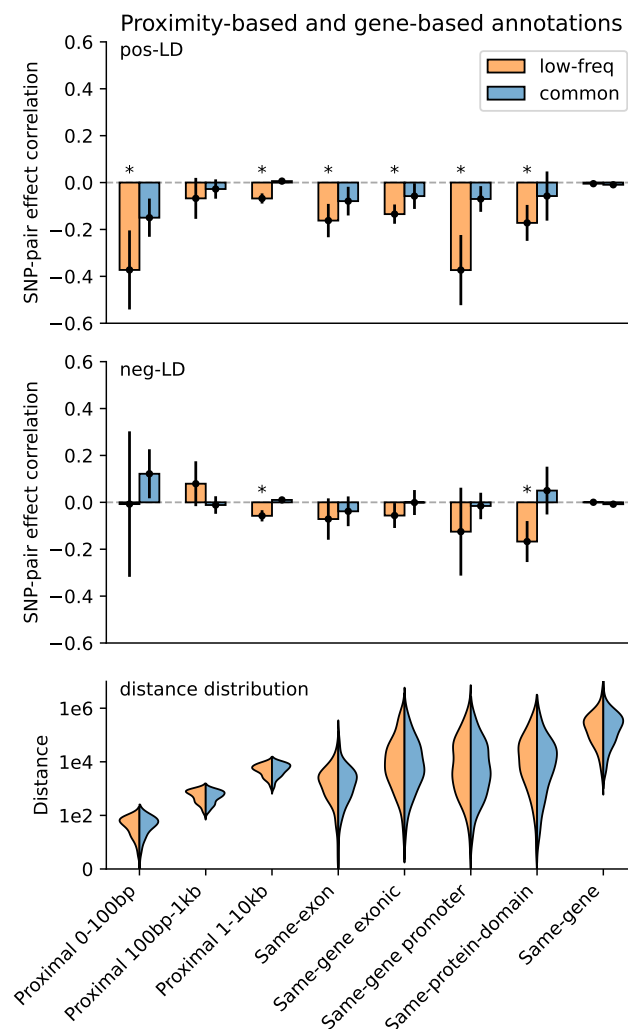 Proximity-based and gene-based annotations
pos-LD
low-freq
common
0.6
0.4
0.2
0.0
−0.2
−0.4
−0.6
SNP-pair effect correlation
* * * * * *
neg-LD
0.6
0.4
0.2
0.0
−0.2
−0.4
−0.6
SNP-pair effect correlation
* *
distance distribution
1e6
1e4
1e2
0
Distance
Proximal 0-100bp
Proximal 100bp-1kb
Proximal 1-10kb
Same-exon
Same-gene exonic
Same-gene promoter
Same-protein-domain
Same-gene